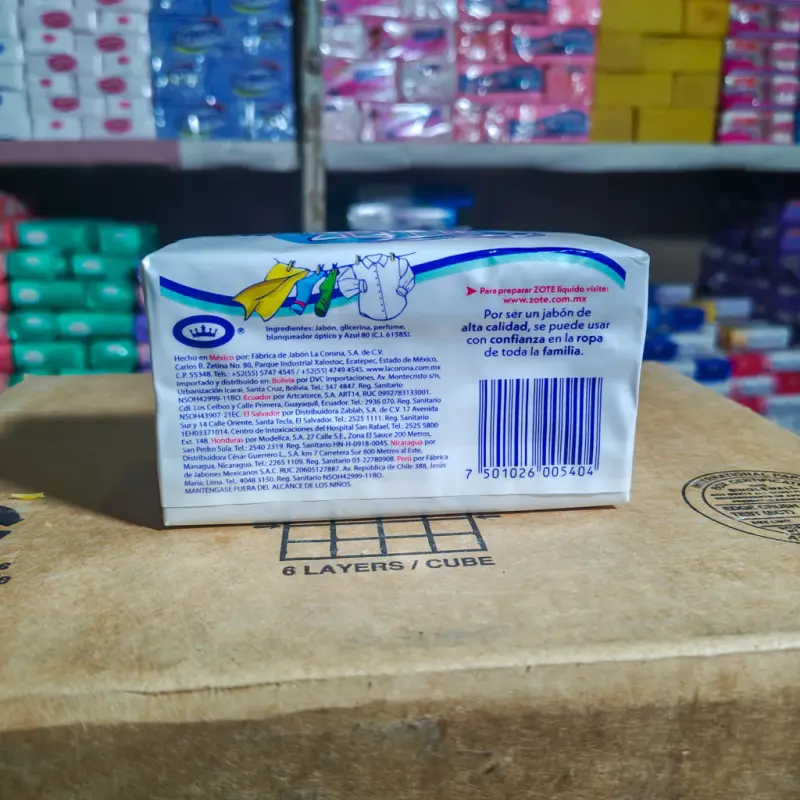 ➤ Para preparar ZOTE líquido visite:
www.zote.com.mx
Por ser un jabón de
alta calidad, se puede usar
con confianza en la ropa
de toda la familia.
®
Ingredientes: Jabón, glicerina, perfume,
blanqueador óptico y Azul 80 (C.I. 61585).
Hecho en México por: Fábrica de Jabón La Corona, S.A. de C.V.
Carlos B. Zetina No. 80, Parque Industrial Xalostoc, Ecatepec, Estado de México,
C.P. 55348. Tels.: +52(55) 5747 4545 / +52(55) 4749 4545. www.lacorona.com.mx
Importado y distribuido en: Bolivia por DVC Importaciones, Av. Montecristo s/n,
Urbanización Icarai, Santa Cruz, Bolivia. Tel.: 347 4847. Reg. Sanitario
NSOH42999-11BO. Ecuador por Artcatorce, S.A. ART14, RUC 0992783133001.
Cdl. Los Ceibos y Calle Primera, Guayaquil, Ecuador. Tel.: 2936 070. Reg. Sanitario
NSOH43907-21EC. El Salvador por Distribuidora Zablah, S.A. de C.V. 17 Avenida
Sur y 14 Calle Oriente, Santa Tecla, El Salvador. Tel.: 2525 1111. Reg. Sanitario
1EH03371014. Centro de Intoxicaciones del Hospital San Rafael, Tel.: 2525 5800
Ext. 148. Honduras por Modelica, S.A. 27 Calle S.E., Zona El Sauce 200 Metros,
San Pedro Sula. Tel.: 2540 2319. Reg. Sanitario HN-H-0918-0045. Nicaragua por
Distribuidora César Guerrero L., S.A. km 7 Carretera Sur 800 Metros al Este,
Managua, Nicaragua. Tel.: 2265 1109. Reg. Sanitario 03-22780908. Perú por Fábrica
de Jabones Mexicanos S.A.C. RUC 20605127887. Av. República de Chile 388, Jesús
María, Lima. Tel.: 4048 3150. Reg. Sanitario NSOH42999-11BO.
MANTÉNGASE FUERA DEL ALCANCE DE LOS NIÑOS.
7 501026 005404
6 LAYERS / CUBE
ZOTE